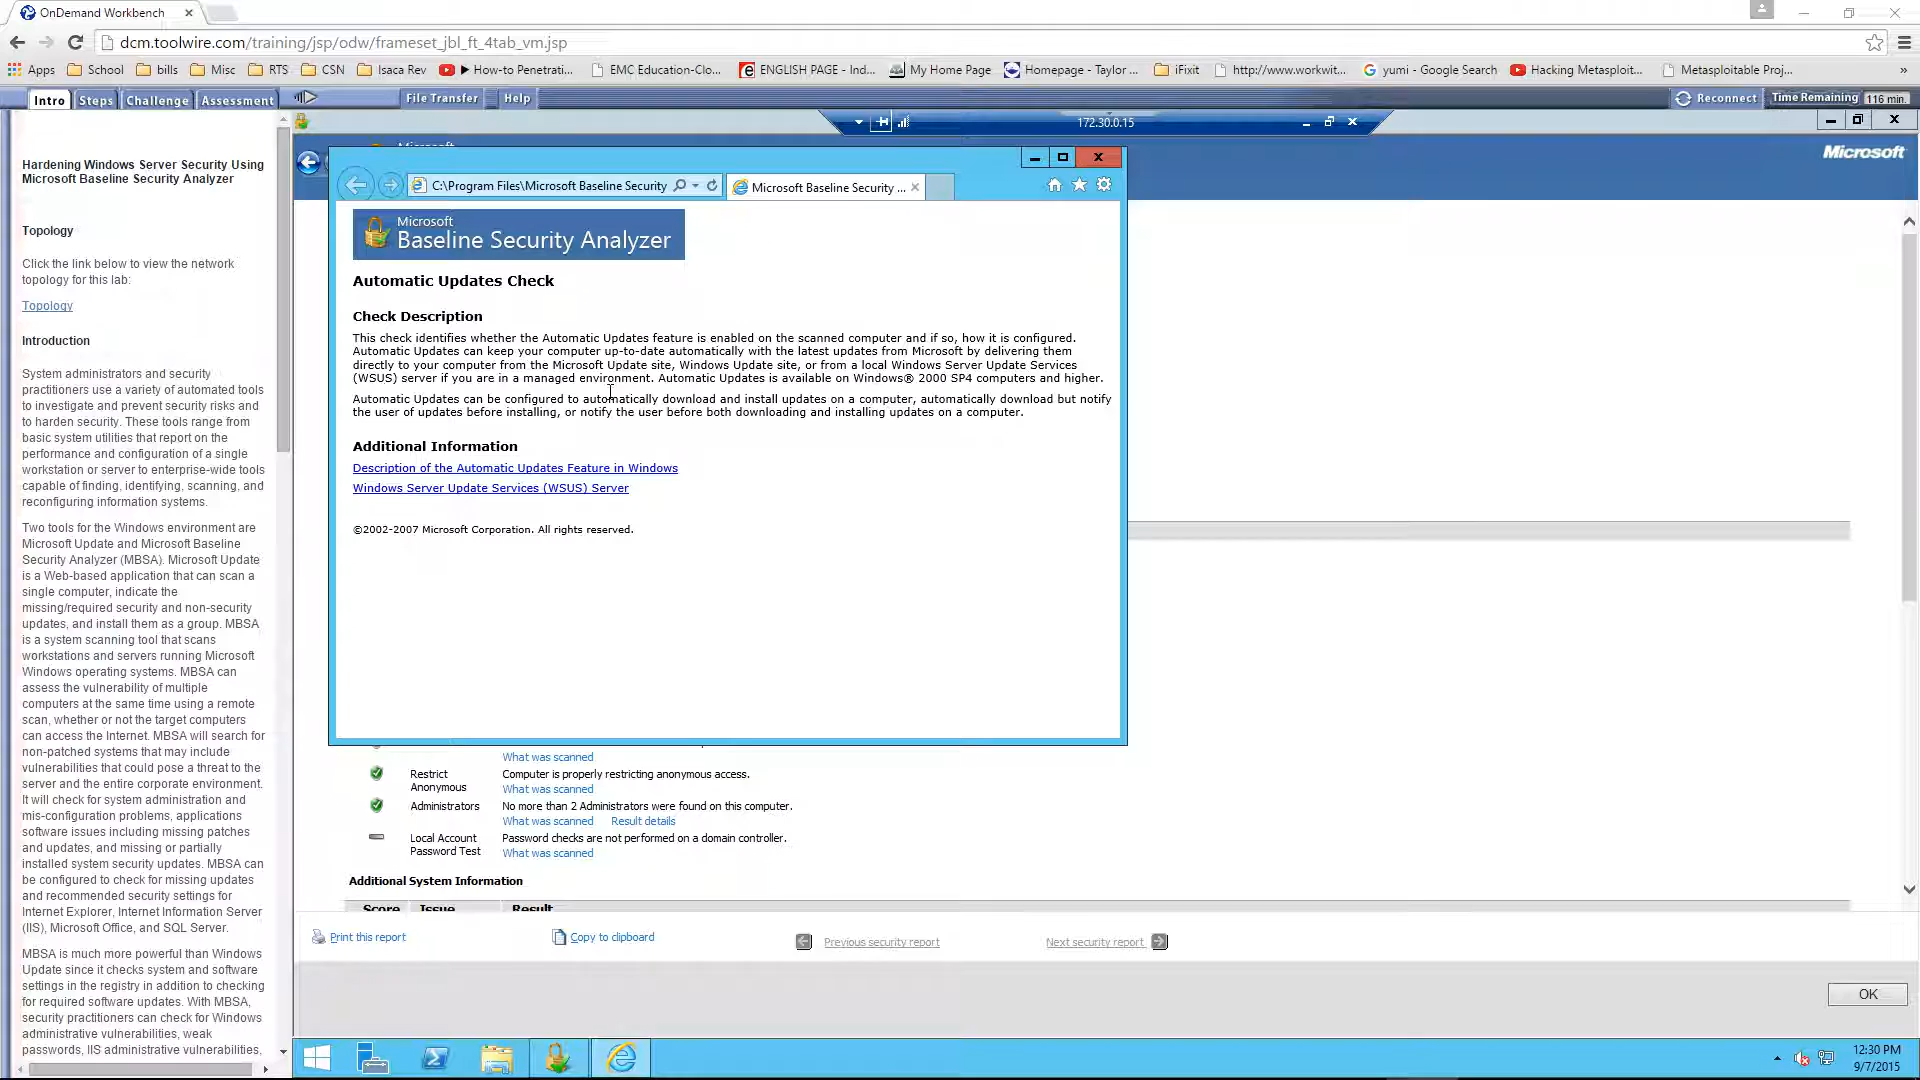 OnDemand Workbench
dcm.toolwire.com/training/jsp/odw/frameset_jbl_ft_4tab_vm.jsp
Apps School bills Misc RTS CSN Isaca Rev ▶ How-to Penetrati... EMC Education-Clo... ENGLISH PAGE - Ind... My Home Page Homepage - Taylor ... iFixit http://www.workwit... yumi - Google Search Hacking Metasploit... Metasploitable Proj... »
Intro Steps Challenge Assessment File Transfer Help Reconnect Time Remaining 116 min.
172.30.0.15
Microsoft
Hardening Windows Server Security Using
Microsoft Baseline Security Analyzer
Topology
Click the link below to view the network
topology for this lab:
Topology
Introduction
System administrators and security
practitioners use a variety of automated tools
to investigate and prevent security risks and
to harden security. These tools range from
basic system utilities that report on the
performance and configuration of a single
workstation or server to enterprise-wide tools
capable of finding, identifying, scanning, and
reconfiguring information systems.
Two tools for the Windows environment are
Microsoft Update and Microsoft Baseline
Security Analyzer (MBSA). Microsoft Update
is a Web-based application that can scan a
single computer, indicate the
missing/required security and non-security
updates, and install them as a group. MBSA
is a system scanning tool that scans
workstations and servers running Microsoft
Windows operating systems. MBSA can
assess the vulnerability of multiple
computers at the same time using a remote
scan, whether or not the target computers
can access the Internet. MBSA will search for
non-patched systems that may include
vulnerabilities that could pose a threat to the
server and the entire corporate environment.
It will check for system administration and
mis-configuration problems, applications
software issues including missing patches
and updates, and missing or partially
installed system security updates. MBSA can
be configured to check for missing updates
and recommended security settings for
Internet Explorer, Internet Information Server
(IIS), Microsoft Office, and SQL Server.
MBSA is much more powerful than Windows
Update since it checks system and software
settings in the registry in addition to checking
for required software updates. With MBSA,
security practitioners can check for Windows
administrative vulnerabilities, weak
passwords, IIS administrative vulnerabilities,
C:\Program Files\Microsoft Baseline Security
Microsoft Baseline Security ...
Microsoft
Baseline Security Analyzer
Automatic Updates Check
Check Description
This check identifies whether the Automatic Updates feature is enabled on the scanned computer and if so, how it is configured.
Automatic Updates can keep your computer up-to-date automatically with the latest updates from Microsoft by delivering them
directly to your computer from the Microsoft Update site, Windows Update site, or from a local Windows Server Update Services
(WSUS) server if you are in a managed environment. Automatic Updates is available on Windows® 2000 SP4 computers and higher.
Automatic Updates can be configured to automatically download and install updates on a computer, automatically download but notify
the user of updates before installing, or notify the user before both downloading and installing updates on a computer.
Additional Information
Description of the Automatic Updates Feature in Windows
Windows Server Update Services (WSUS) Server
©2002-2007 Microsoft Corporation. All rights reserved.
What was scanned
Restrict Computer is properly restricting anonymous access.
Anonymous What was scanned
Administrators No more than 2 Administrators were found on this computer.
What was scanned Result details
Local Account Password checks are not performed on a domain controller.
Password Test What was scanned
Additional System Information
Score Issue Result
Print this report Copy to clipboard Previous security report Next security report
OK
12:30 PM
9/7/2015